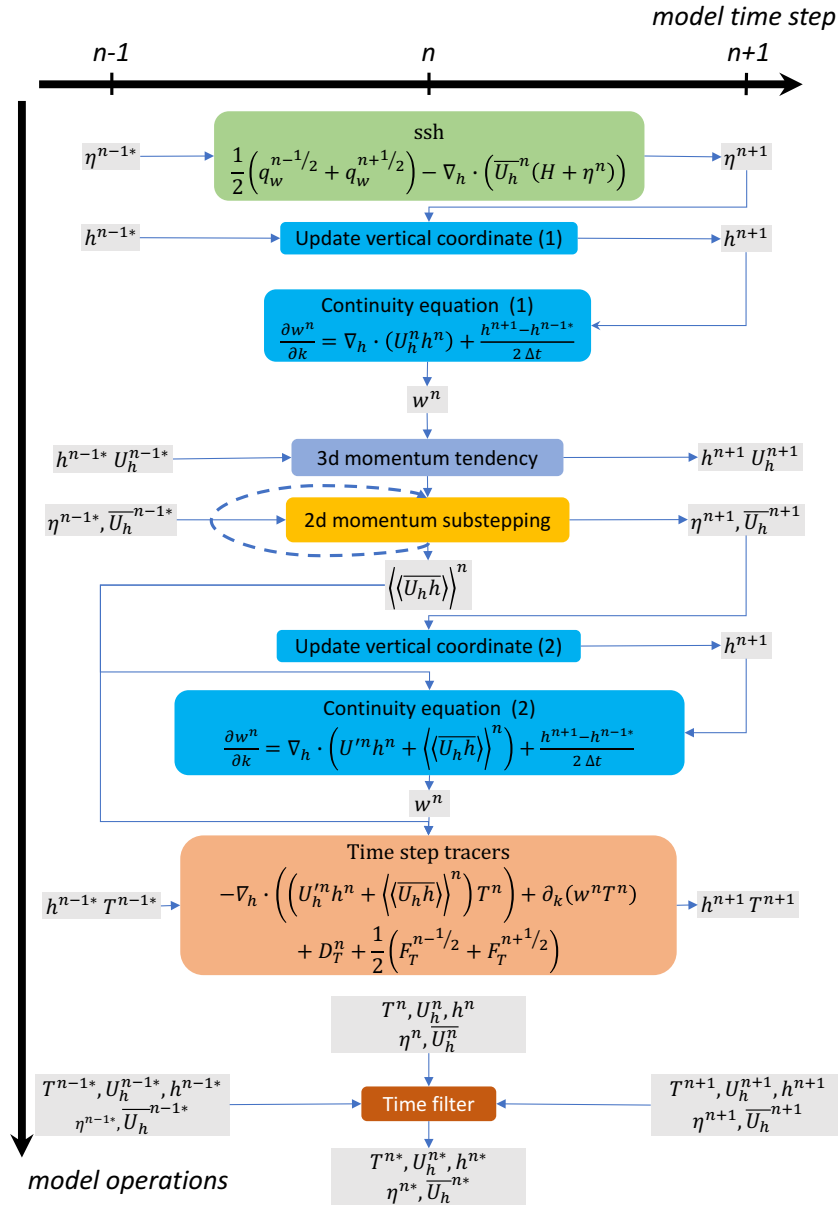 model time step
n-1 n n+1
ssh
η^{n-1*} \frac{1}{2}(q_w^{n-1/2} + q_w^{n+1/2}) − ∇_h · (\overline{U_h}^n (H + η^n)) η^{n+1}
h^{n-1*} Update vertical coordinate (1) h^{n+1}
Continuity equation (1)
\frac{∂w^n}{∂k} = ∇_h · (U_h^n h^n) + \frac{h^{n+1}−h^{n-1*}}{2 Δt}
w^n
h^{n-1*} U_h^{n-1*} 3d momentum tendency h^{n+1} U_h^{n+1}
η^{n-1*}, \overline{U_h}^{n-1*} 2d momentum substepping η^{n+1}, \overline{U_h}^{n+1}
⟨⟨\overline{U_h h}⟩⟩^n
Update vertical coordinate (2) h^{n+1}
Continuity equation (2)
\frac{∂w^n}{∂k} = ∇_h · (U'^n h^n + ⟨⟨\overline{U_h h}⟩⟩^n) + \frac{h^{n+1}−h^{n-1*}}{2 Δt}
w^n
Time step tracers
−∇_h · ((U_h'^n h^n + ⟨⟨\overline{U_h h}⟩⟩^n) T^n) + ∂_k(w^n T^n)
h^{n-1*} T^{n-1*} h^{n+1} T^{n+1}
+ D_T^n + \frac{1}{2}(F_T^{n-1/2} + F_T^{n+1/2})
T^n, U_h^n, h^n
η^n, \overline{U_h^n}
T^{n-1*}, U_h^{n-1*}, h^{n-1*}
η^{n-1*}, \overline{U_h}^{n-1*}
Time filter
T^{n+1}, U_h^{n+1}, h^{n+1}
η^{n+1}, \overline{U_h}^{n+1}
T^{n*}, U_h^{n*}, h^{n*}
η^{n*}, \overline{U_h}^{n*}
model operations